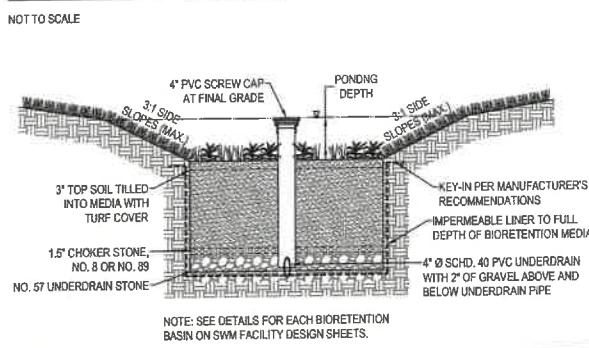 NOT TO SCALE
4" PVC SCREW CAP
AT FINAL GRADE
PONDNG
DEPTH
3:1 SIDE
SLOPES (MAX.)
3:1 SIDE
SLOPES (MAX.)
3" TOP SOIL TILLED
INTO MEDIA WITH
TURF COVER
KEY-IN PER MANUFACTURER'S
RECOMMENDATIONS
IMPERMEABLE LINER TO FULL
DEPTH OF BIORETENTION MEDIA
1.5" CHOKER STONE,
NO. 8 OR NO. 89
4" Ø SCHD. 40 PVC UNDERDRAIN
WITH 2" OF GRAVEL ABOVE AND
BELOW UNDERDRAIN PIPE
NO. 57 UNDERDRAIN STONE
NOTE: SEE DETAILS FOR EACH BIORETENTION
BASIN ON SWM FACILITY DESIGN SHEETS.